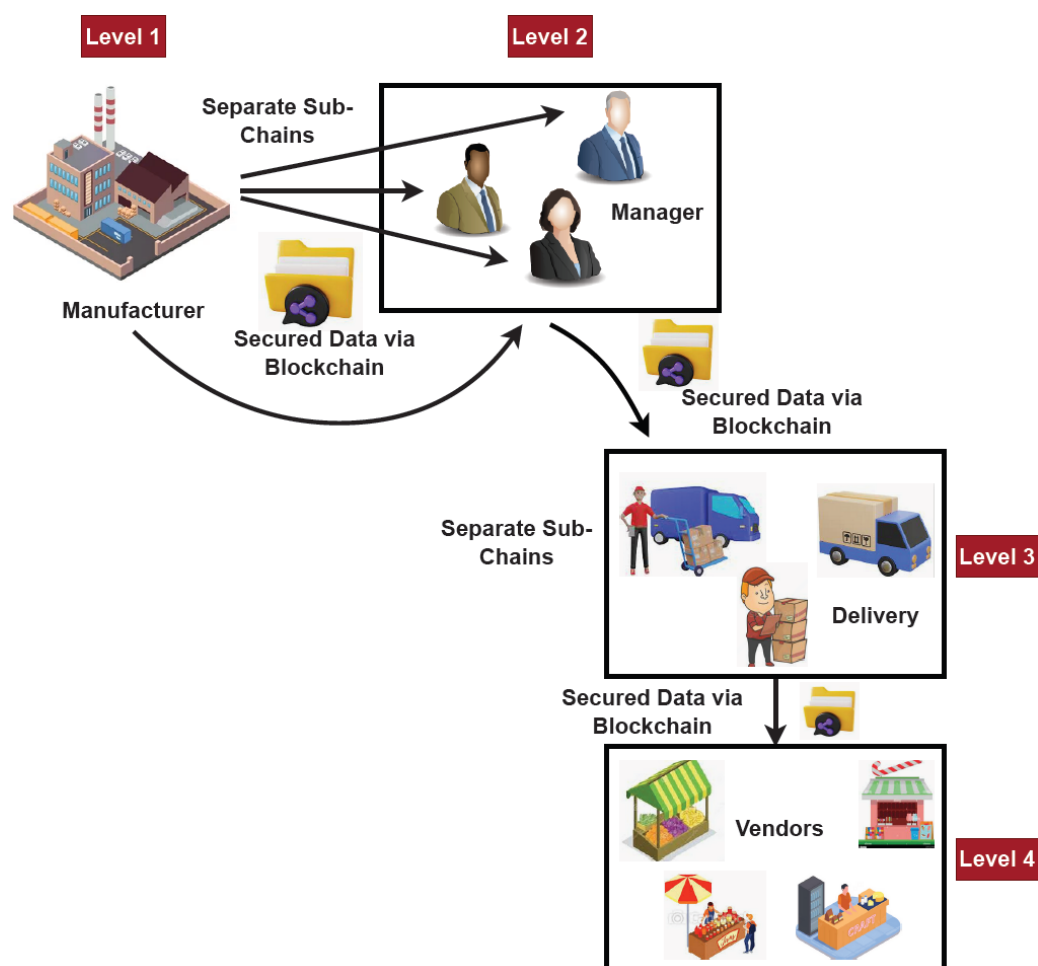 Level 1
Level 2
Separate Sub-
Chains
Manager
Manufacturer
Secured Data via
Blockchain
Secured Data via
Blockchain
Separate Sub-
Chains
Level 3
Delivery
Secured Data via
Blockchain
Vendors
Level 4
CRAFT